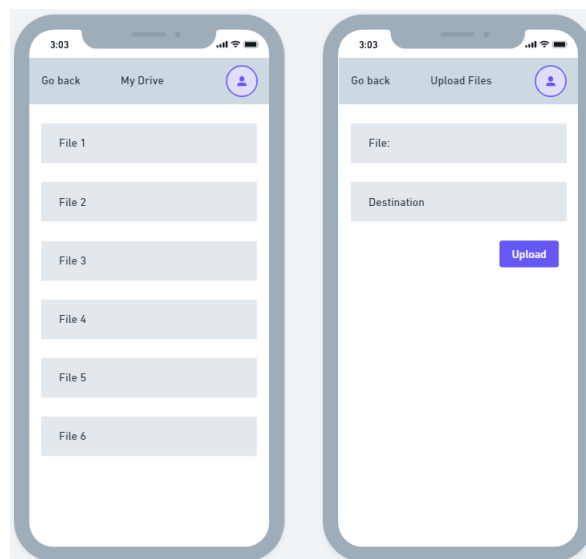 3:03
Go back My Drive
File 1
File 2
File 3
File 4
File 5
File 6
3:03
Go back Upload Files
File:
Destination
Upload